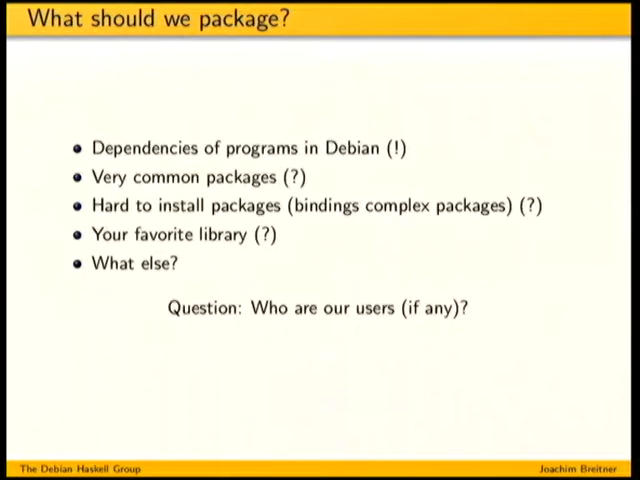 What should we package?
Dependencies of programs in Debian (!)
Very common packages (?)
Hard to install packages (bindings complex packages) (?)
Your favorite library (?)
What else?
Question: Who are our users (if any)?
The Debian Haskell Group
Joachim Breitner